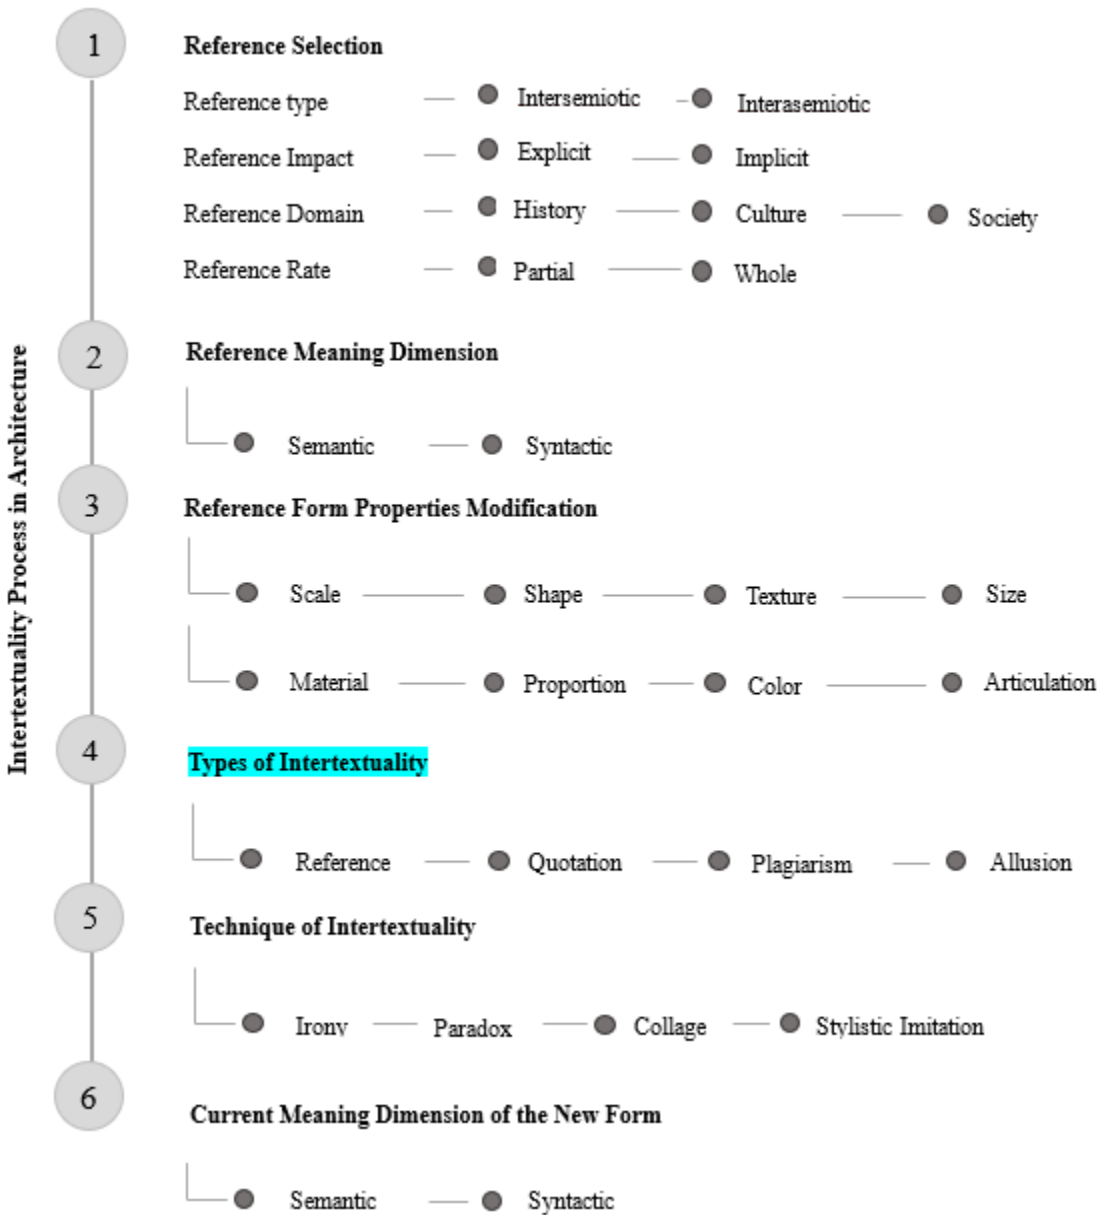 Intertextuality Process in Architecture
1
Reference Selection
Reference type Intersemiotic Interasemiotic
Reference Impact Explicit Implicit
Reference Domain History Culture Society
Reference Rate Partial Whole
2
Reference Meaning Dimension
Semantic Syntactic
3
Reference Form Properties Modification
Scale Shape Texture Size
Material Proportion Color Articulation
4
Types of Intertextuality
Reference Quotation Plagiarism Allusion
5
Technique of Intertextuality
Irony Paradox Collage Stylistic Imitation
6
Current Meaning Dimension of the New Form
Semantic Syntactic